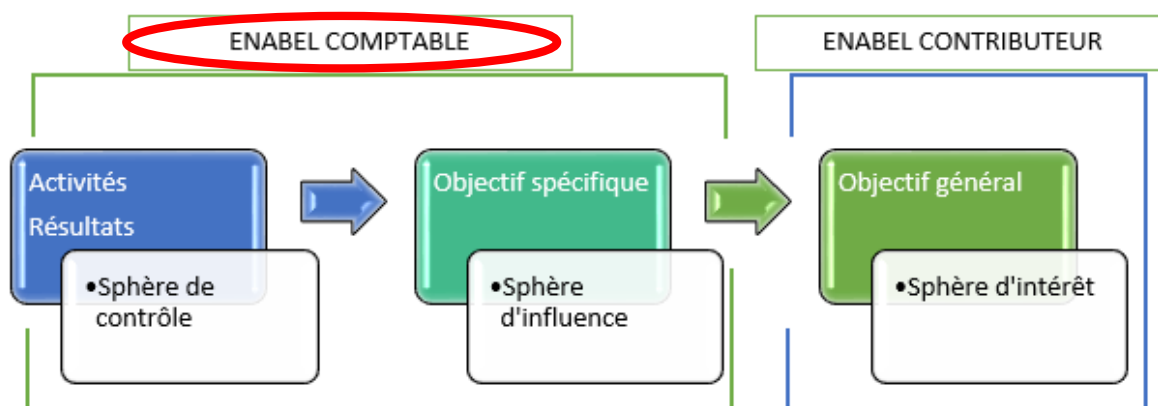 ENABEL COMPTABLE
ENABEL CONTRIBUTEUR
Activités
Résultats
•Sphère de
contrôle
Objectif spécifique
•Sphère
d'influence
Objectif général
•Sphère d'intérêt